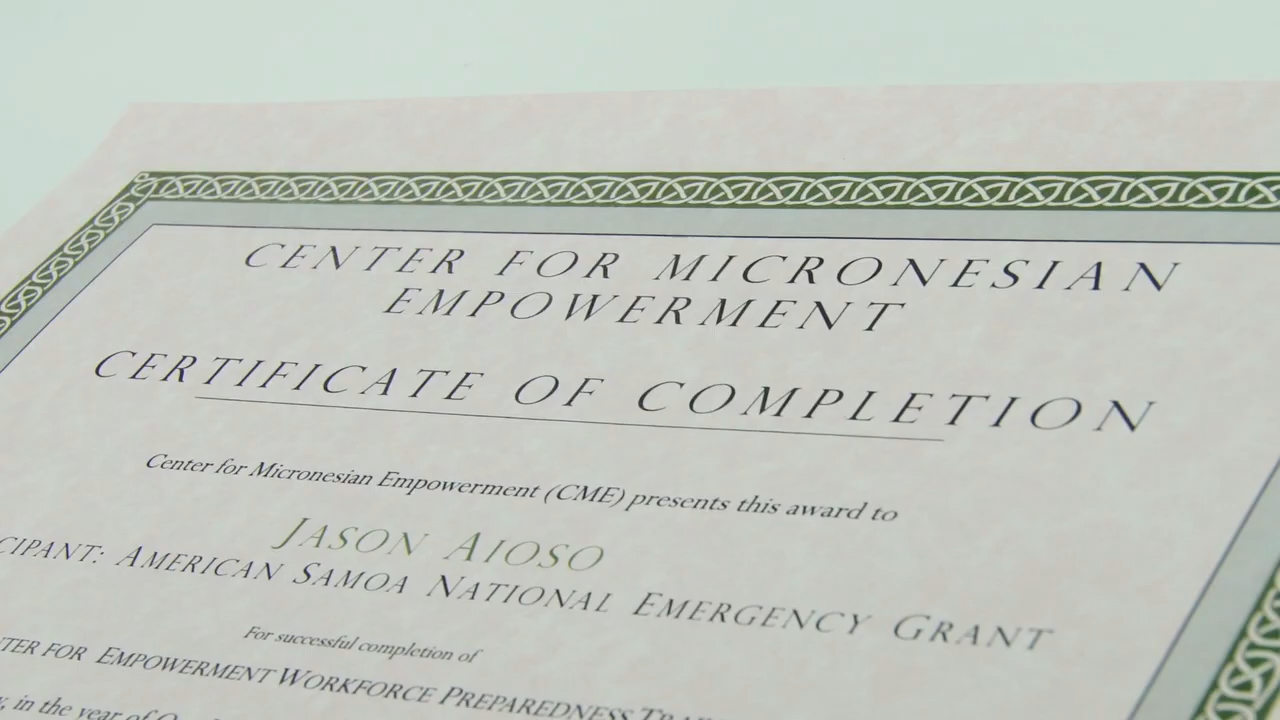 CENTER FOR MICRONESIAN
EMPOWERMENT
CERTIFICATE OF COMPLETION
Center for Micronesian Empowerment (CME) presents this award to
JASON AIOSO
CIPANT: AMERICAN SAMOA NATIONAL EMERGENCY GRANT
For successful completion of
TER FOR EMPOWERMENT WORKFORCE PREPAREDNESS
, in the year of